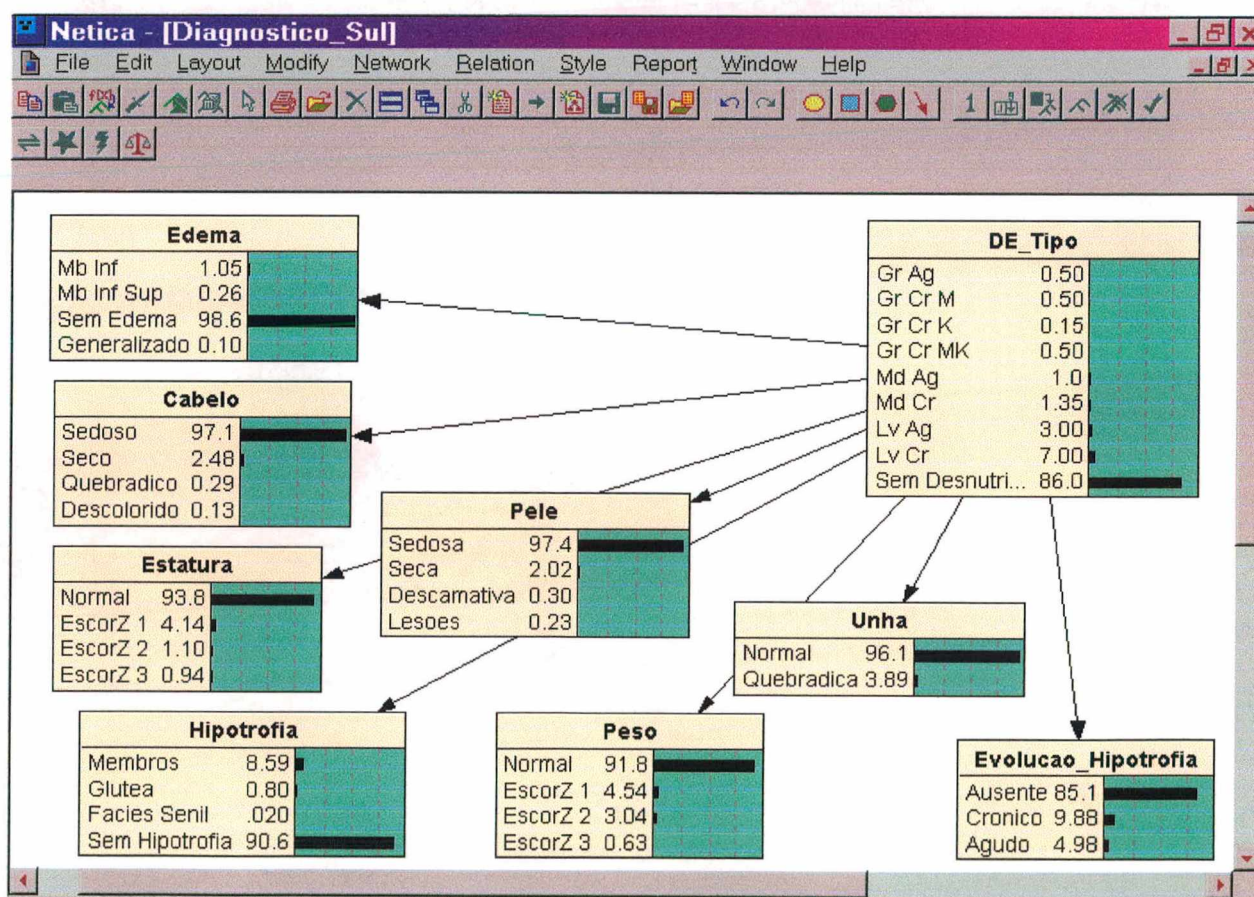 Netica - [Diagnostico_Sul]
File Edit Layout Modify Network Relation Style Report Window Help
Edema
Mb Inf 1.05
Mb Inf Sup 0.26
Sem Edema 98.6
Generalizado 0.10
DE_Tipo
Gr Ag 0.50
Gr Cr M 0.50
Gr Cr K 0.15
Gr Cr MK 0.50
Md Ag 1.0
Md Cr 1.35
Lv Ag 3.00
Lv Cr 7.00
Sem Desnutri... 86.0
Cabelo
Sedoso 97.1
Seco 2.48
Quebradico 0.29
Descolorido 0.13
Pele
Sedosa 97.4
Seca 2.02
Descamativa 0.30
Lesoes 0.23
Estatura
Normal 93.8
EscorZ 1 4.14
EscorZ 2 1.10
EscorZ 3 0.94
Unha
Normal 96.1
Quebradica 3.89
Hipotrofia
Membros 8.59
Glutea 0.80
Facies Senil .020
Sem Hipotrofia 90.6
Peso
Normal 91.8
EscorZ 1 4.54
EscorZ 2 3.04
EscorZ 3 0.63
Evolucao_Hipotrofia
Ausente 85.1
Cronico 9.88
Agudo 4.98